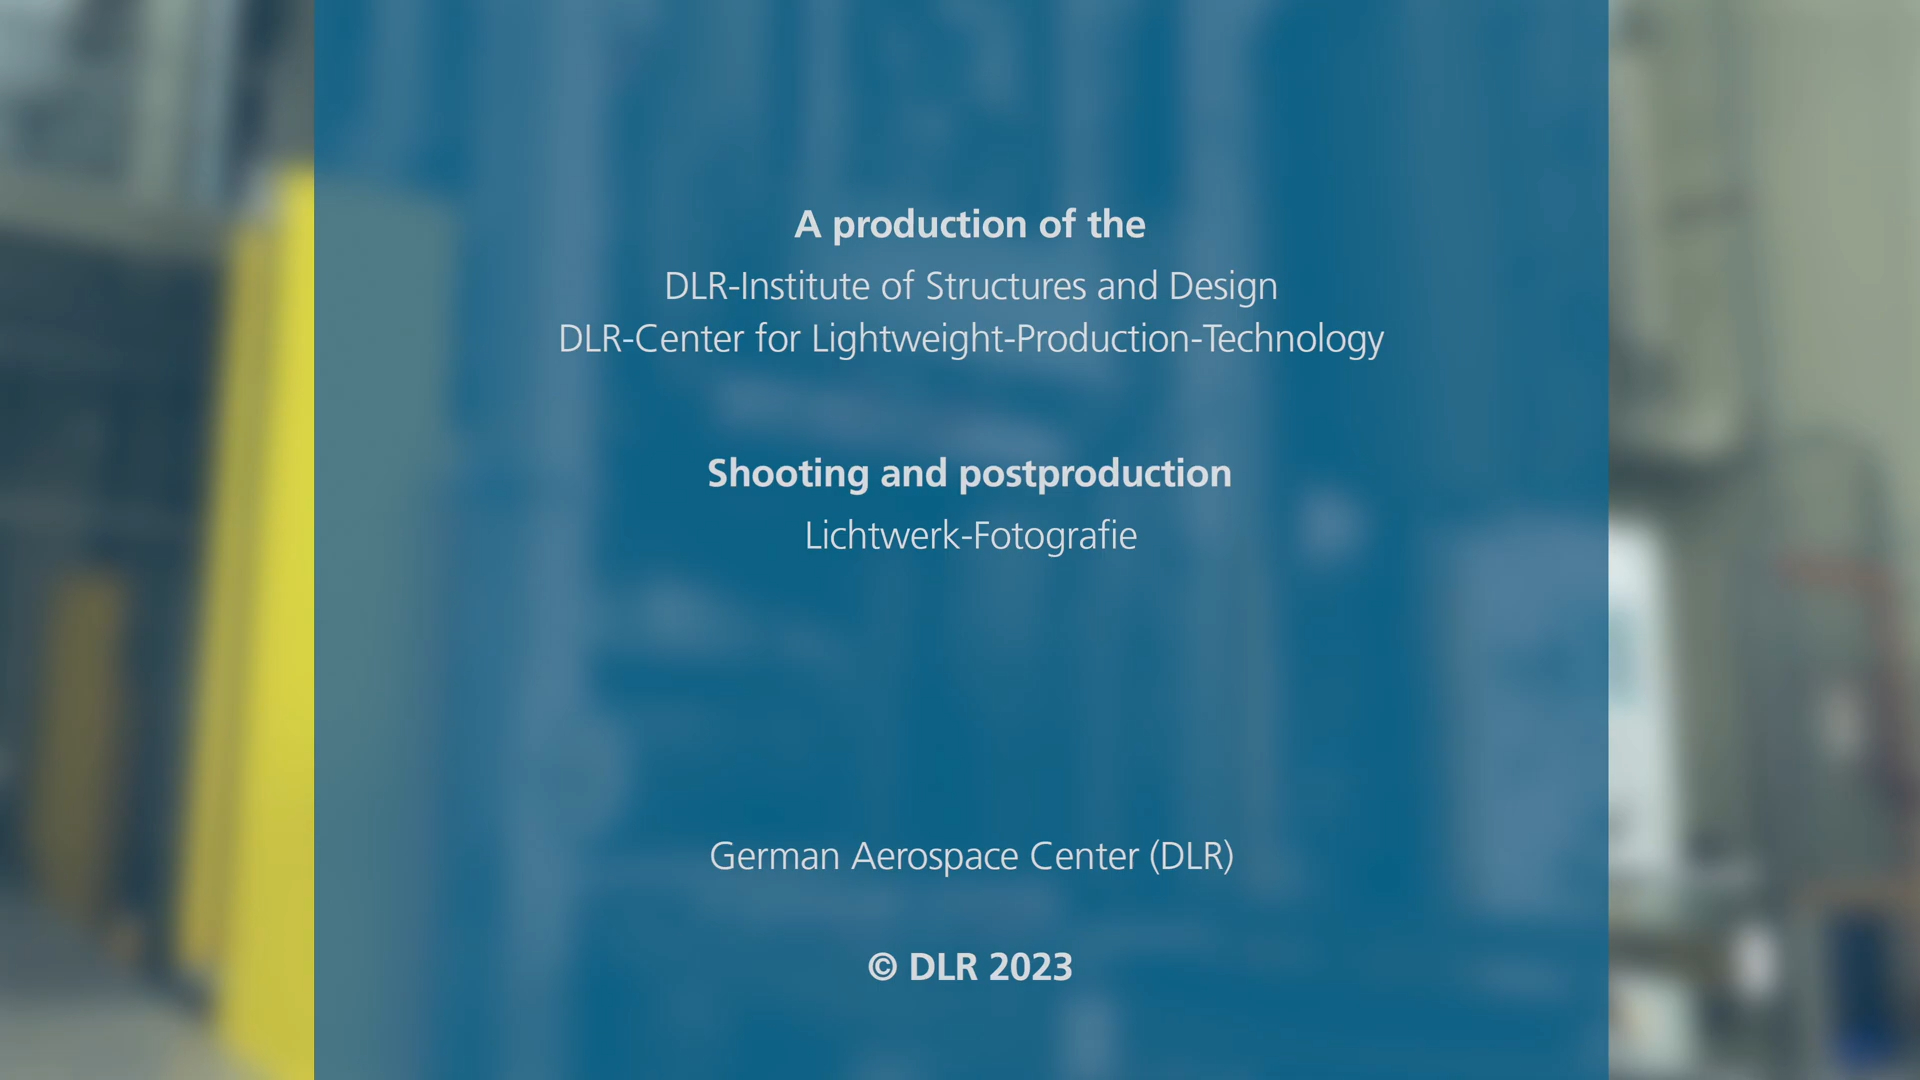 A production of the
DLR-Institute of Structures and Design
DLR-Center for Lightweight-Production-Technology
Shooting and postproduction
Lichtwerk-Fotografie
German Aerospace Center (DLR)
© DLR 2023